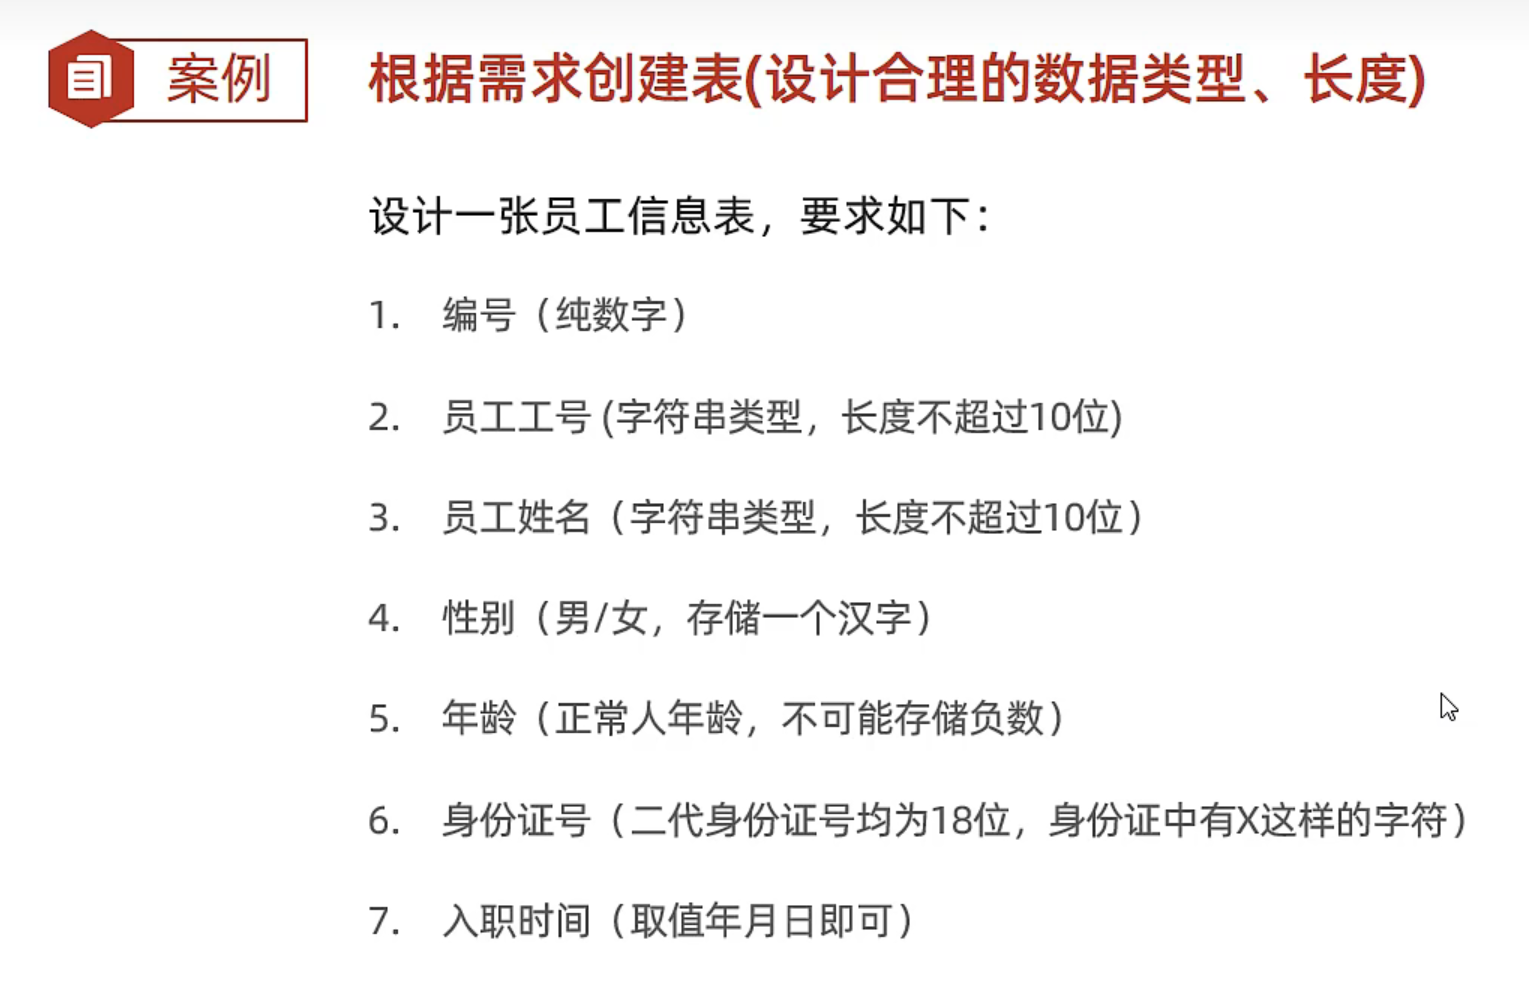 案例
根据需求创建表(设计合理的数据类型、长度)
设计一张员工信息表，要求如下：
1. 编号（纯数字）
2. 员工工号 (字符串类型，长度不超过10位)
3. 员工姓名（字符串类型，长度不超过10位）
4. 性别（男/女，存储一个汉字）
5. 年龄（正常人年龄，不可能存储负数）
6. 身份证号（二代身份证号均为18位，身份证中有X这样的字符）
7. 入职时间（取值年月日即可）